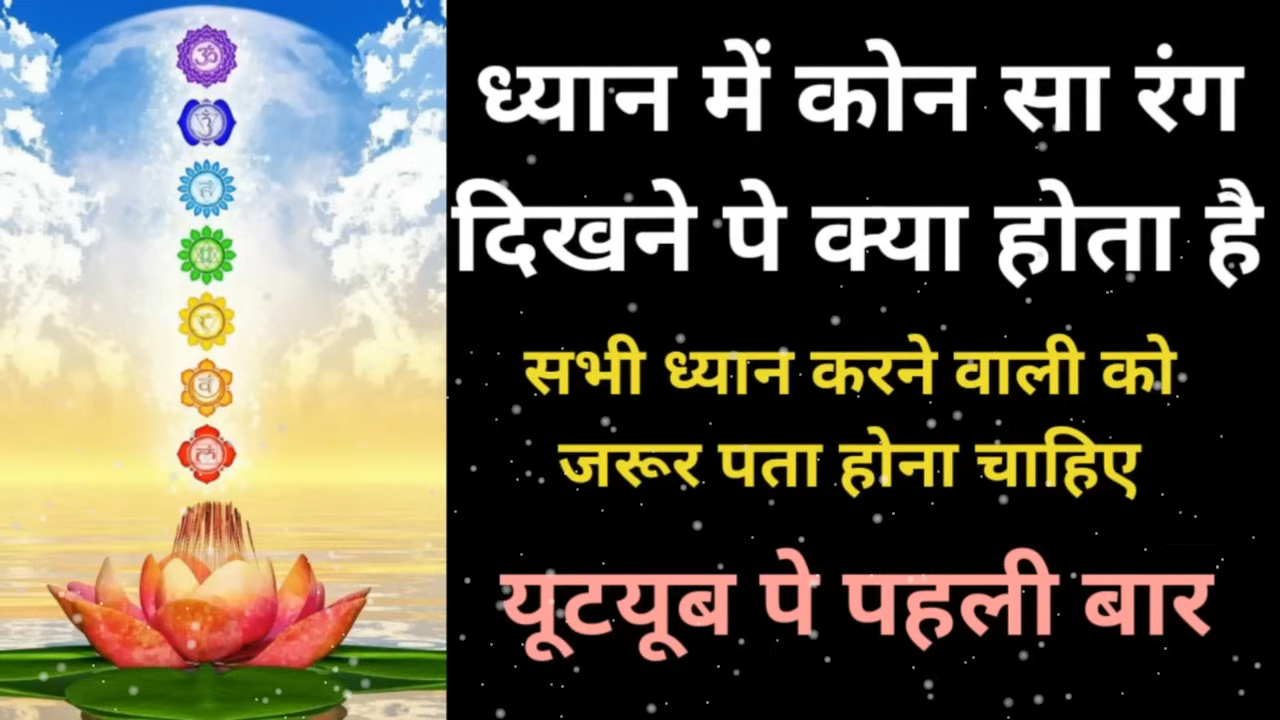 ध्यान में कोन सा रंग
दिखने पे क्या होता है
सभी ध्यान करने वाली को
जरूर पता होना चाहिए
यूटयूब पे पहली बार
ॐ
हं
यं
रं
वं
लं